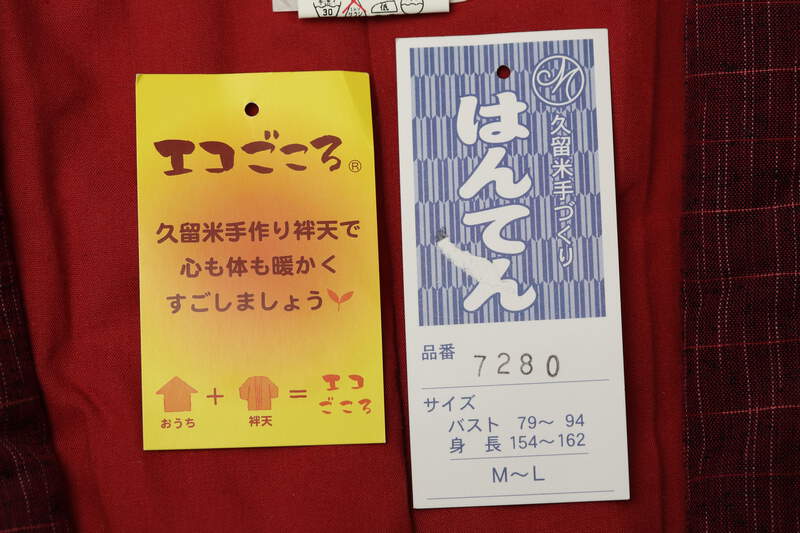 30
低
エコごころ®
久留米手作り袢天で
心も体も暖かく
すごしましょう
おうち
+
袢天
=
エコ
ごころ
はんてん
久留米手づくり
品番
7280
サイズ
バスト 79～ 94
身 長 154～162
M～L